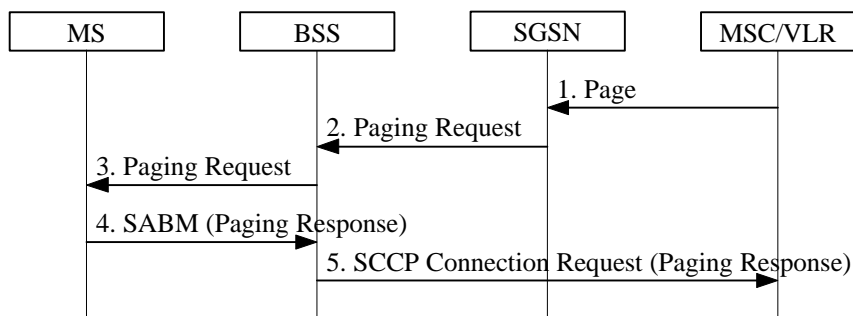 MS
BSS
SGSN
MSC/VLR
1. Page
2. Paging Request
3. Paging Request
4. SABM (Paging Response)
5. SCCP Connection Request (Paging Response)